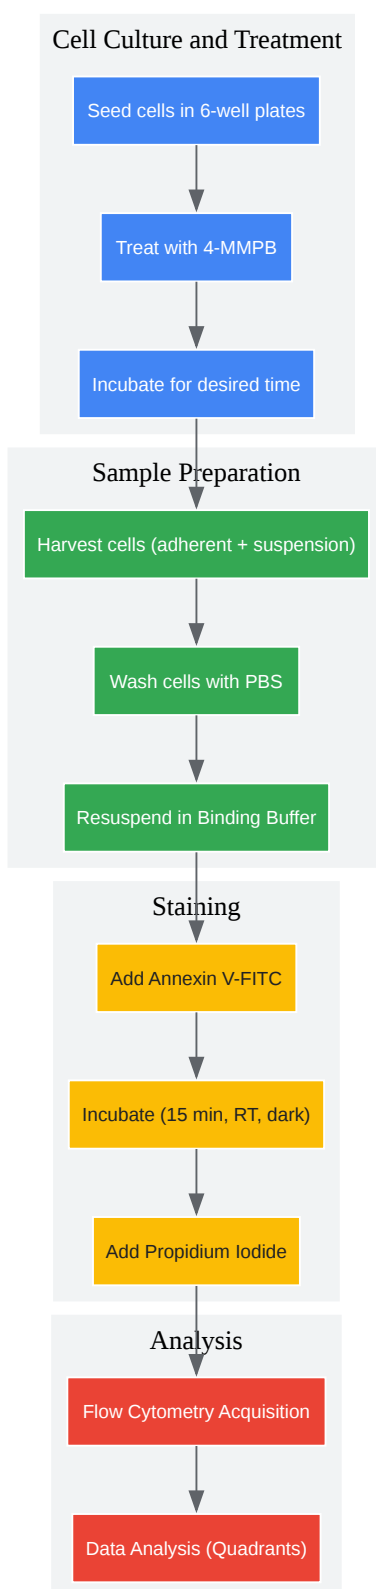 Cell Culture and Treatment
Seed cells in 6-well plates
Treat with 4-MMPB
Incubate for desired time
Sample Preparation
Harvest cells (adherent + suspension)
Wash cells with PBS
Resuspend in Binding Buffer
Staining
Add Annexin V-FITC
Incubate (15 min, RT, dark)
Add Propidium Iodide
Analysis
Flow Cytometry Acquisition
Data Analysis (Quadrants)